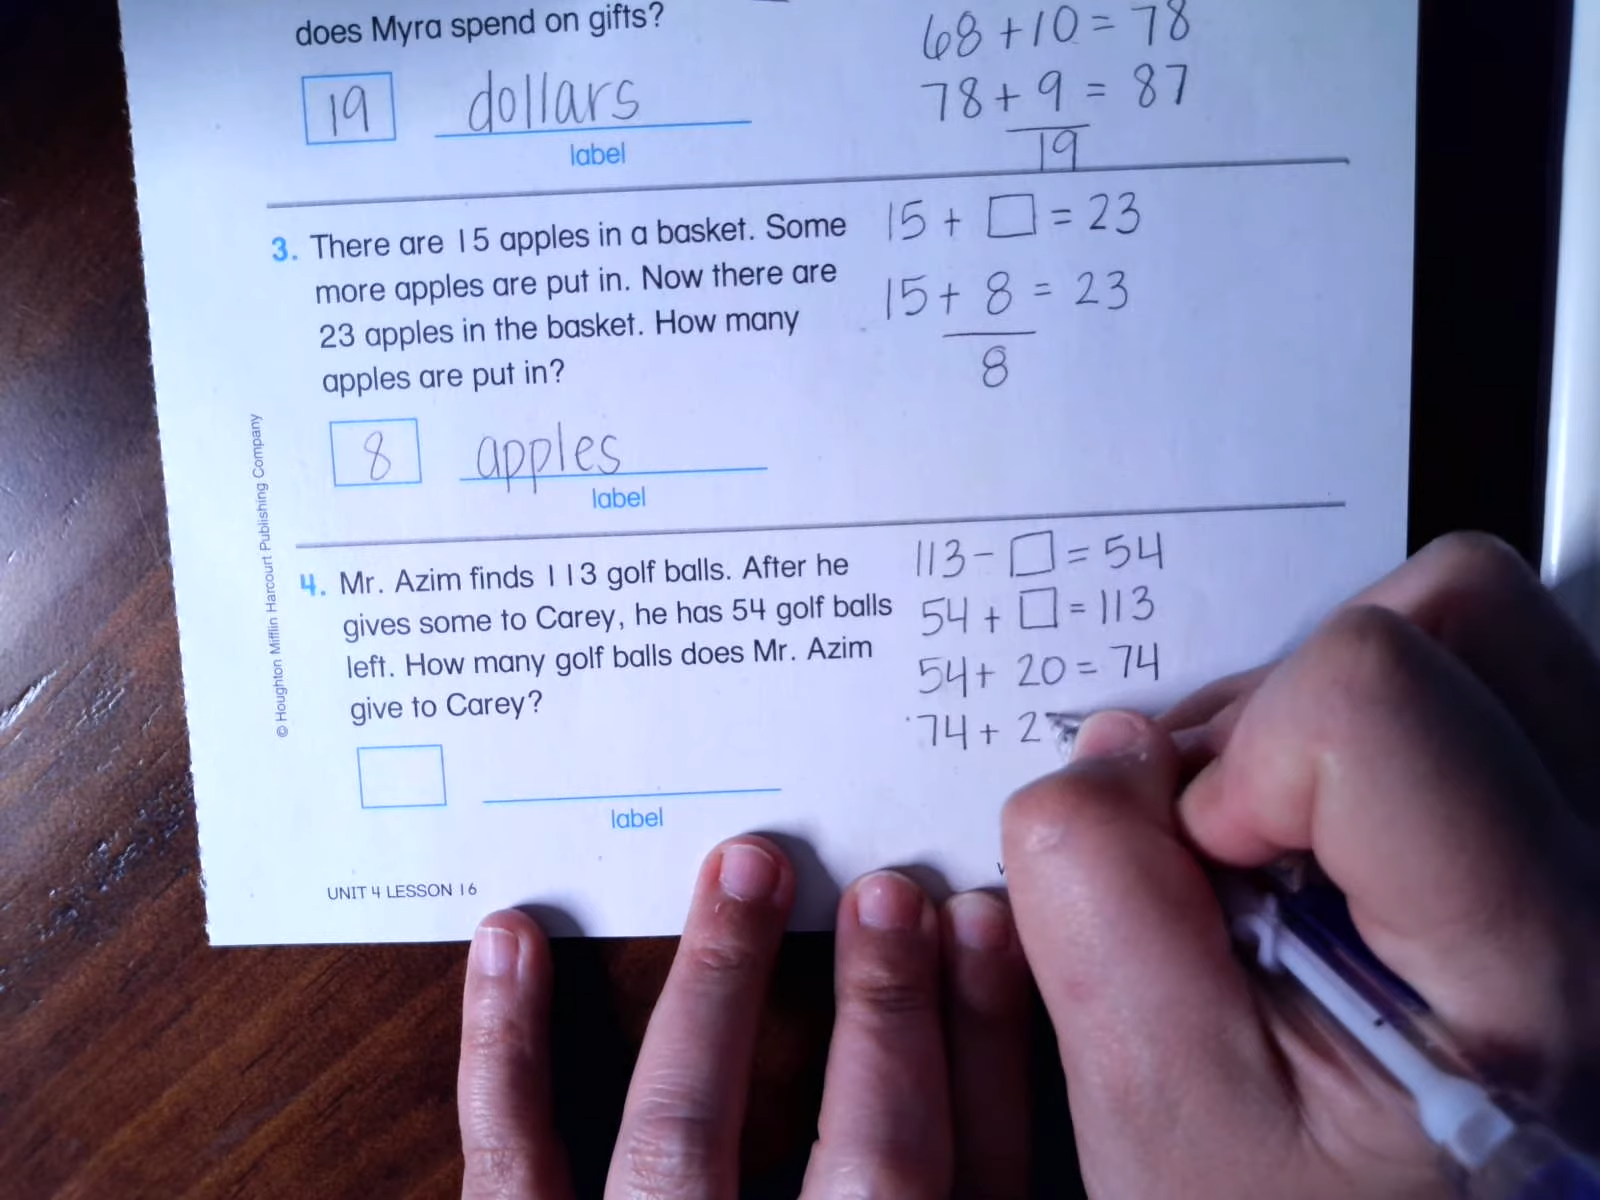 does Myra spend on gifts?
68 + 10 = 78
78 + 9 = 87
19
19 dollars
label
3. There are 15 apples in a basket. Some
more apples are put in. Now there are
23 apples in the basket. How many
apples are put in?
15 + □ = 23
15 + 8 = 23
8
8 apples
label
4. Mr. Azim finds 113 golf balls. After he
gives some to Carey, he has 54 golf balls
left. How many golf balls does Mr. Azim
give to Carey?
113 - □ = 54
54 + □ = 113
54 + 20 = 74
74 + 2
label
UNIT 4 LESSON 16
© Houghton Mifflin Harcourt Publishing Company